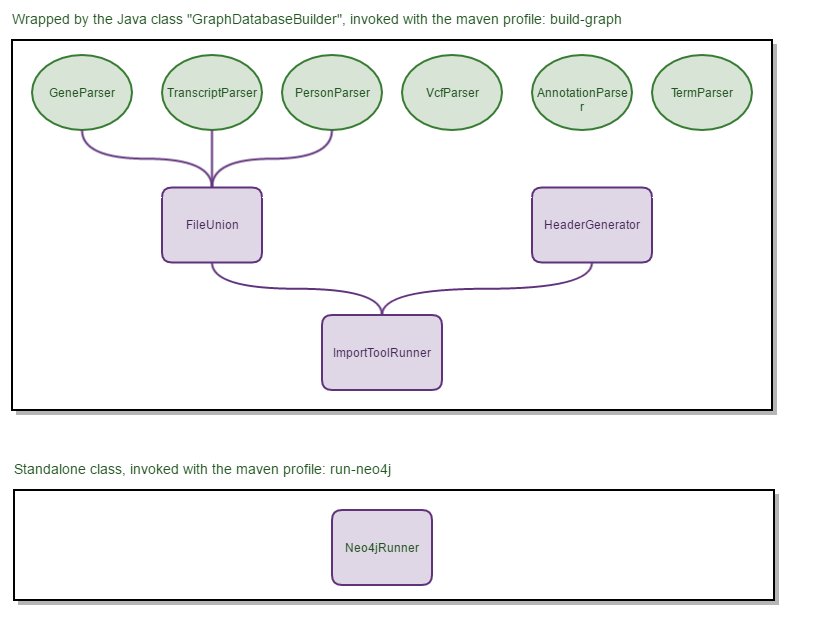 Wrapped by the Java class "GraphDatabaseBuilder", invoked with the maven profile: build-graph
GeneParser
TranscriptParser
PersonParser
VcfParser
AnnotationParse
r
TermParser
FileUnion
HeaderGenerator
ImportToolRunner
Standalone class, invoked with the maven profile: run-neo4j
Neo4jRunner